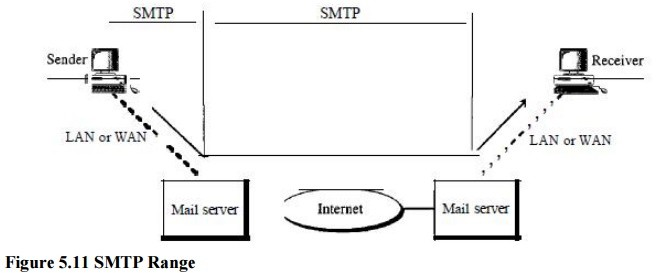 SMTP
SMTP
Sender
Receiver
LAN or WAN
LAN or WAN
Mail server
Internet
Mail server
Figure 5.11 SMTP Range